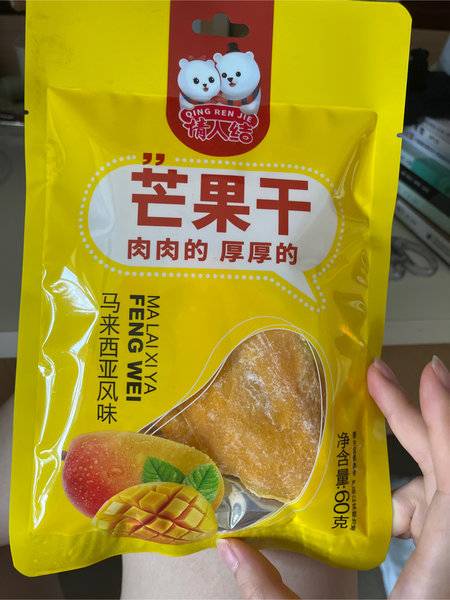 QING REN JIE
情人结
芒果干
肉肉的 厚厚的
MA LAI XI YA
FENG WEI
马来西亚风味
净含量:60克